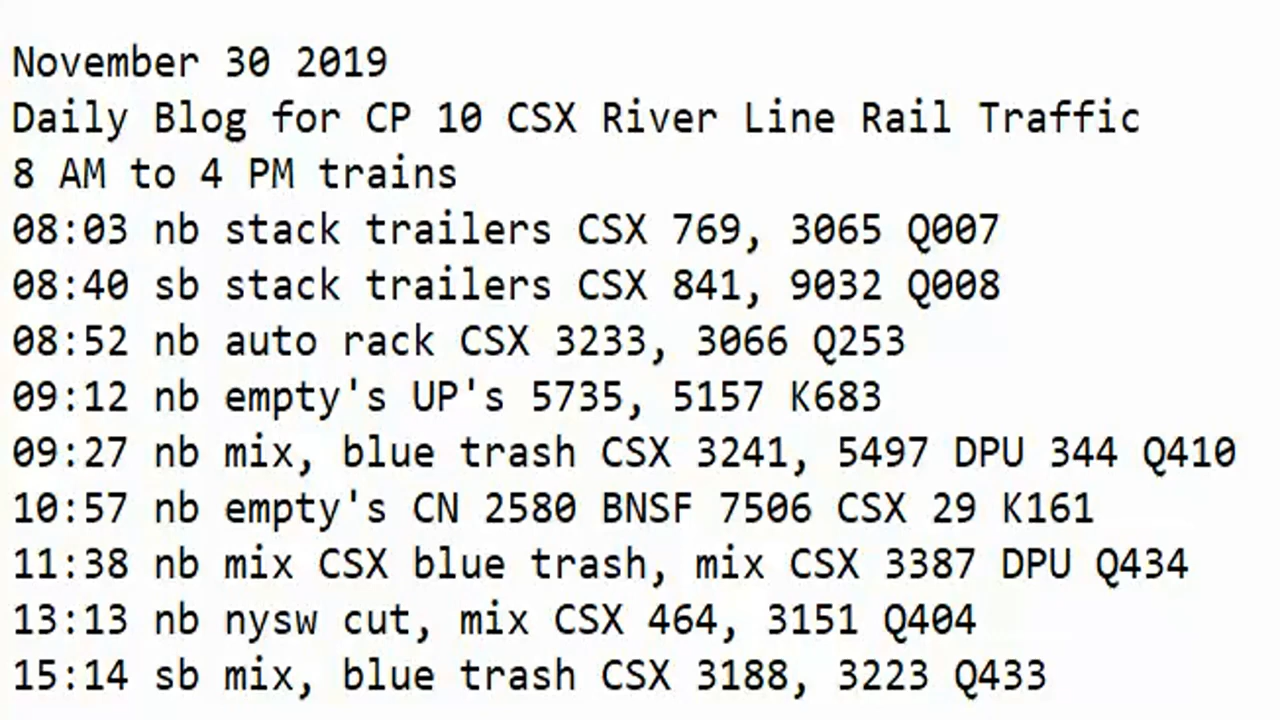 November 30 2019
Daily Blog for CP 10 CSX River Line Rail Traffic
8 AM to 4 PM trains
08:03 nb stack trailers CSX 769, 3065 Q007
08:40 sb stack trailers CSX 841, 9032 Q008
08:52 nb auto rack CSX 3233, 3066 Q253
09:12 nb empty's UP's 5735, 5157 K683
09:27 nb mix, blue trash CSX 3241, 5497 DPU 344 Q410
10:57 nb empty's CN 2580 BNSF 7506 CSX 29 K161
11:38 nb mix CSX blue trash, mix CSX 3387 DPU Q434
13:13 nb nysw cut, mix CSX 464, 3151 Q404
15:14 sb mix, blue trash CSX 3188, 3223 Q433